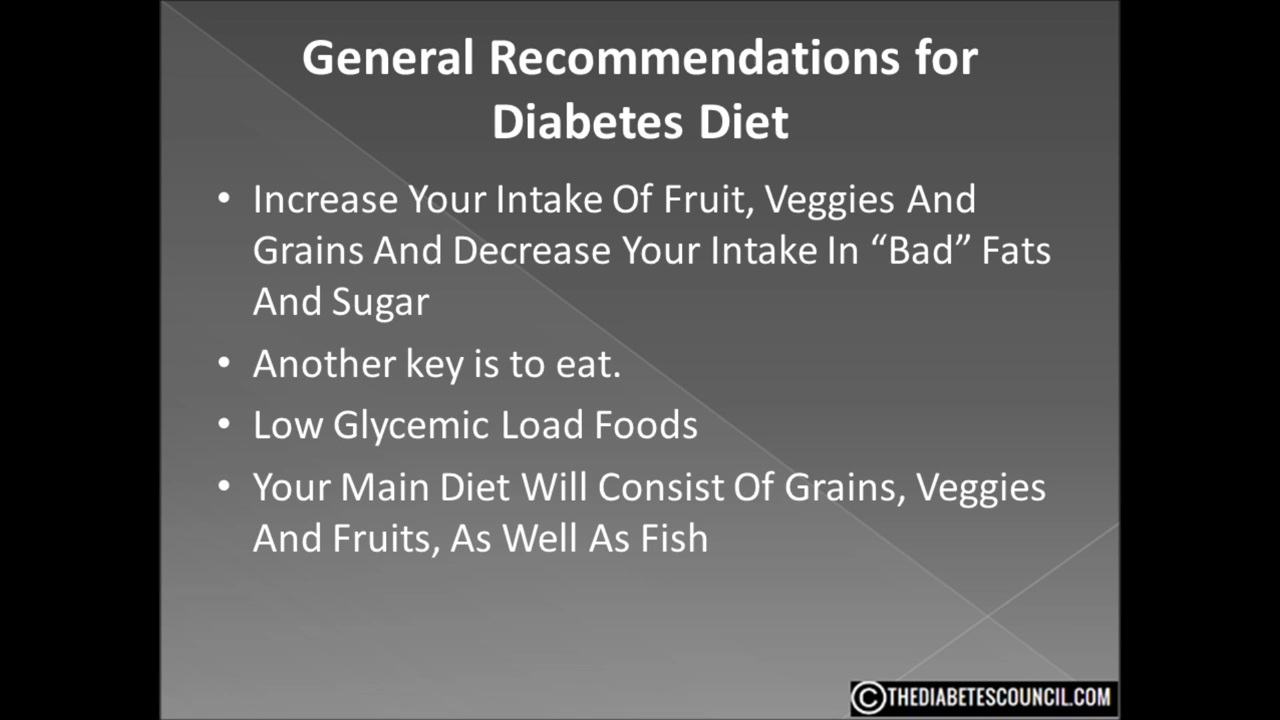 General Recommendations for
Diabetes Diet
• Increase Your Intake Of Fruit, Veggies And
Grains And Decrease Your Intake In “Bad” Fats
And Sugar
• Another key is to eat.
• Low Glycemic Load Foods
• Your Main Diet Will Consist Of Grains, Veggies
And Fruits, As Well As Fish
©THEDIABETESCOUNCIL.COM